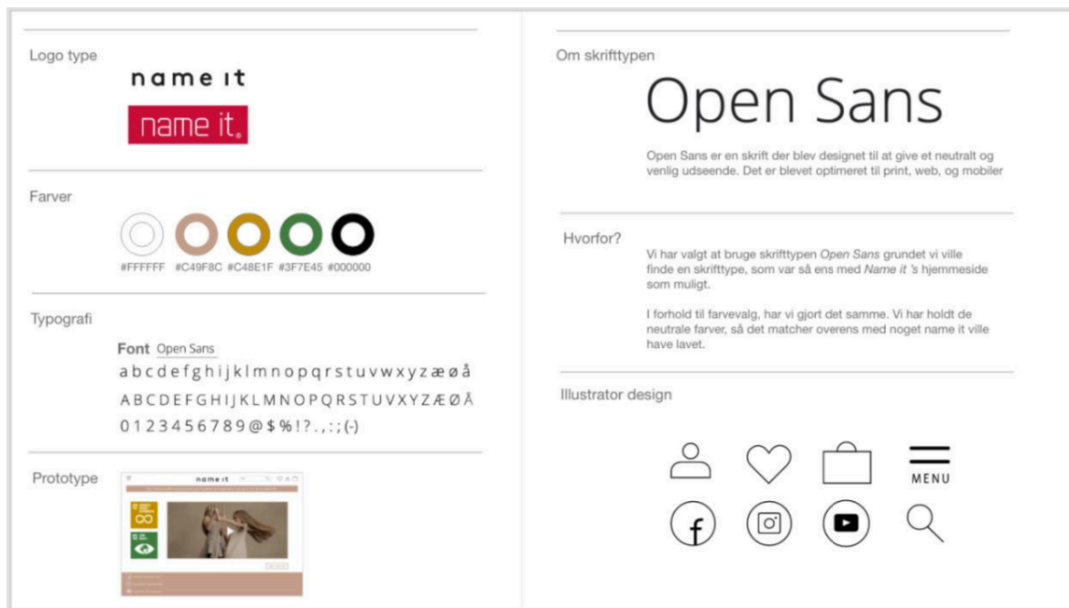 Logo type
name it
name it®
Farver
#FFFFFF #C49F8C #C48E1F #3F7E45 #000000
Typografi
Font Open Sans
a b c d e f g h i j k l m n o p q r s t u v w x y z æ ø å
A B C D E F G H I J K L M N O P Q R S T U V X Y Z Æ Ø Å
0 1 2 3 4 5 6 7 8 9 @ $ % ! ? . , : ; (-)
Prototype
name it
Om skrifttypen
Open Sans
Open Sans er en skrift der blev designet til at give et neutralt og
venlig udseende. Det er blevet optimeret til print, web, og mobiler
Hvorfor?
Vi har valgt at bruge skrifttypen Open Sans grundet vi ville
finde en skrifttype, som var så ens med Name it 's hjemmeside
som muligt.
I forhold til farvevalg, har vi gjort det samme. Vi har holdt de
neutrale farver, så det matcher overens med noget name it ville
have lavet.
Illustrator design
MENU
f